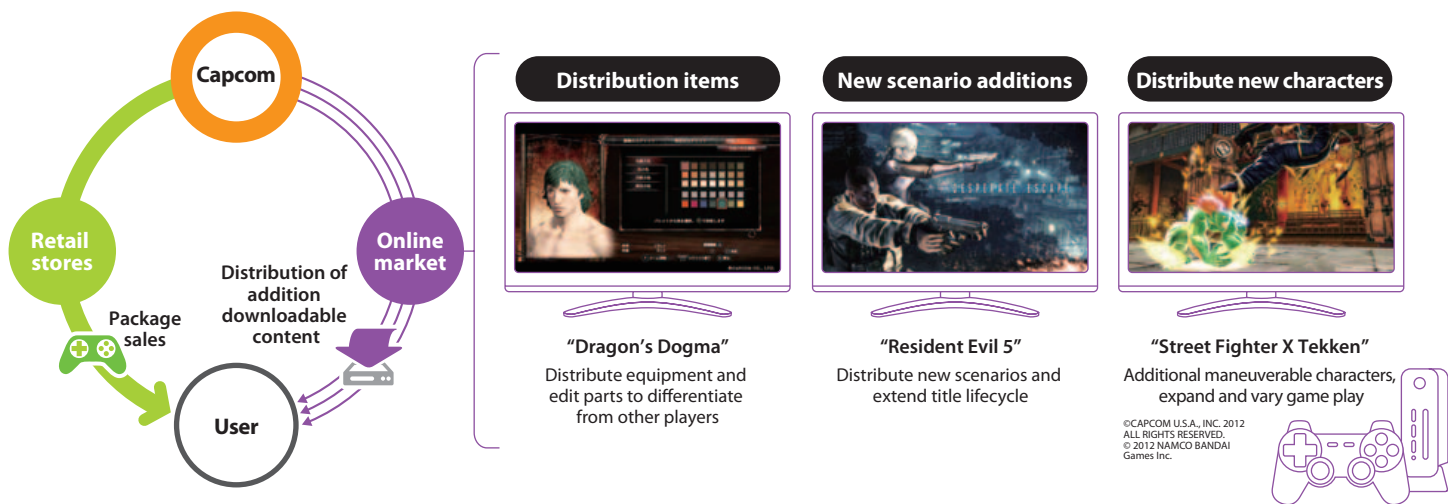 Capcom
Retail
stores
Online
market
Package
sales
Distribution of
addition
downloadable
content
User
Distribution items
“Dragon’s Dogma”
Distribute equipment and
edit parts to differentiate
from other players
New scenario additions
DESPERATE ESCAPE
“Resident Evil 5”
Distribute new scenarios and
extend title lifecycle
Distribute new characters
“Street Fighter X Tekken”
Additional maneuverable characters,
expand and vary game play
©CAPCOM U.S.A., INC. 2012
ALL RIGHTS RESERVED.
© 2012 NAMCO BANDAI
Games Inc.